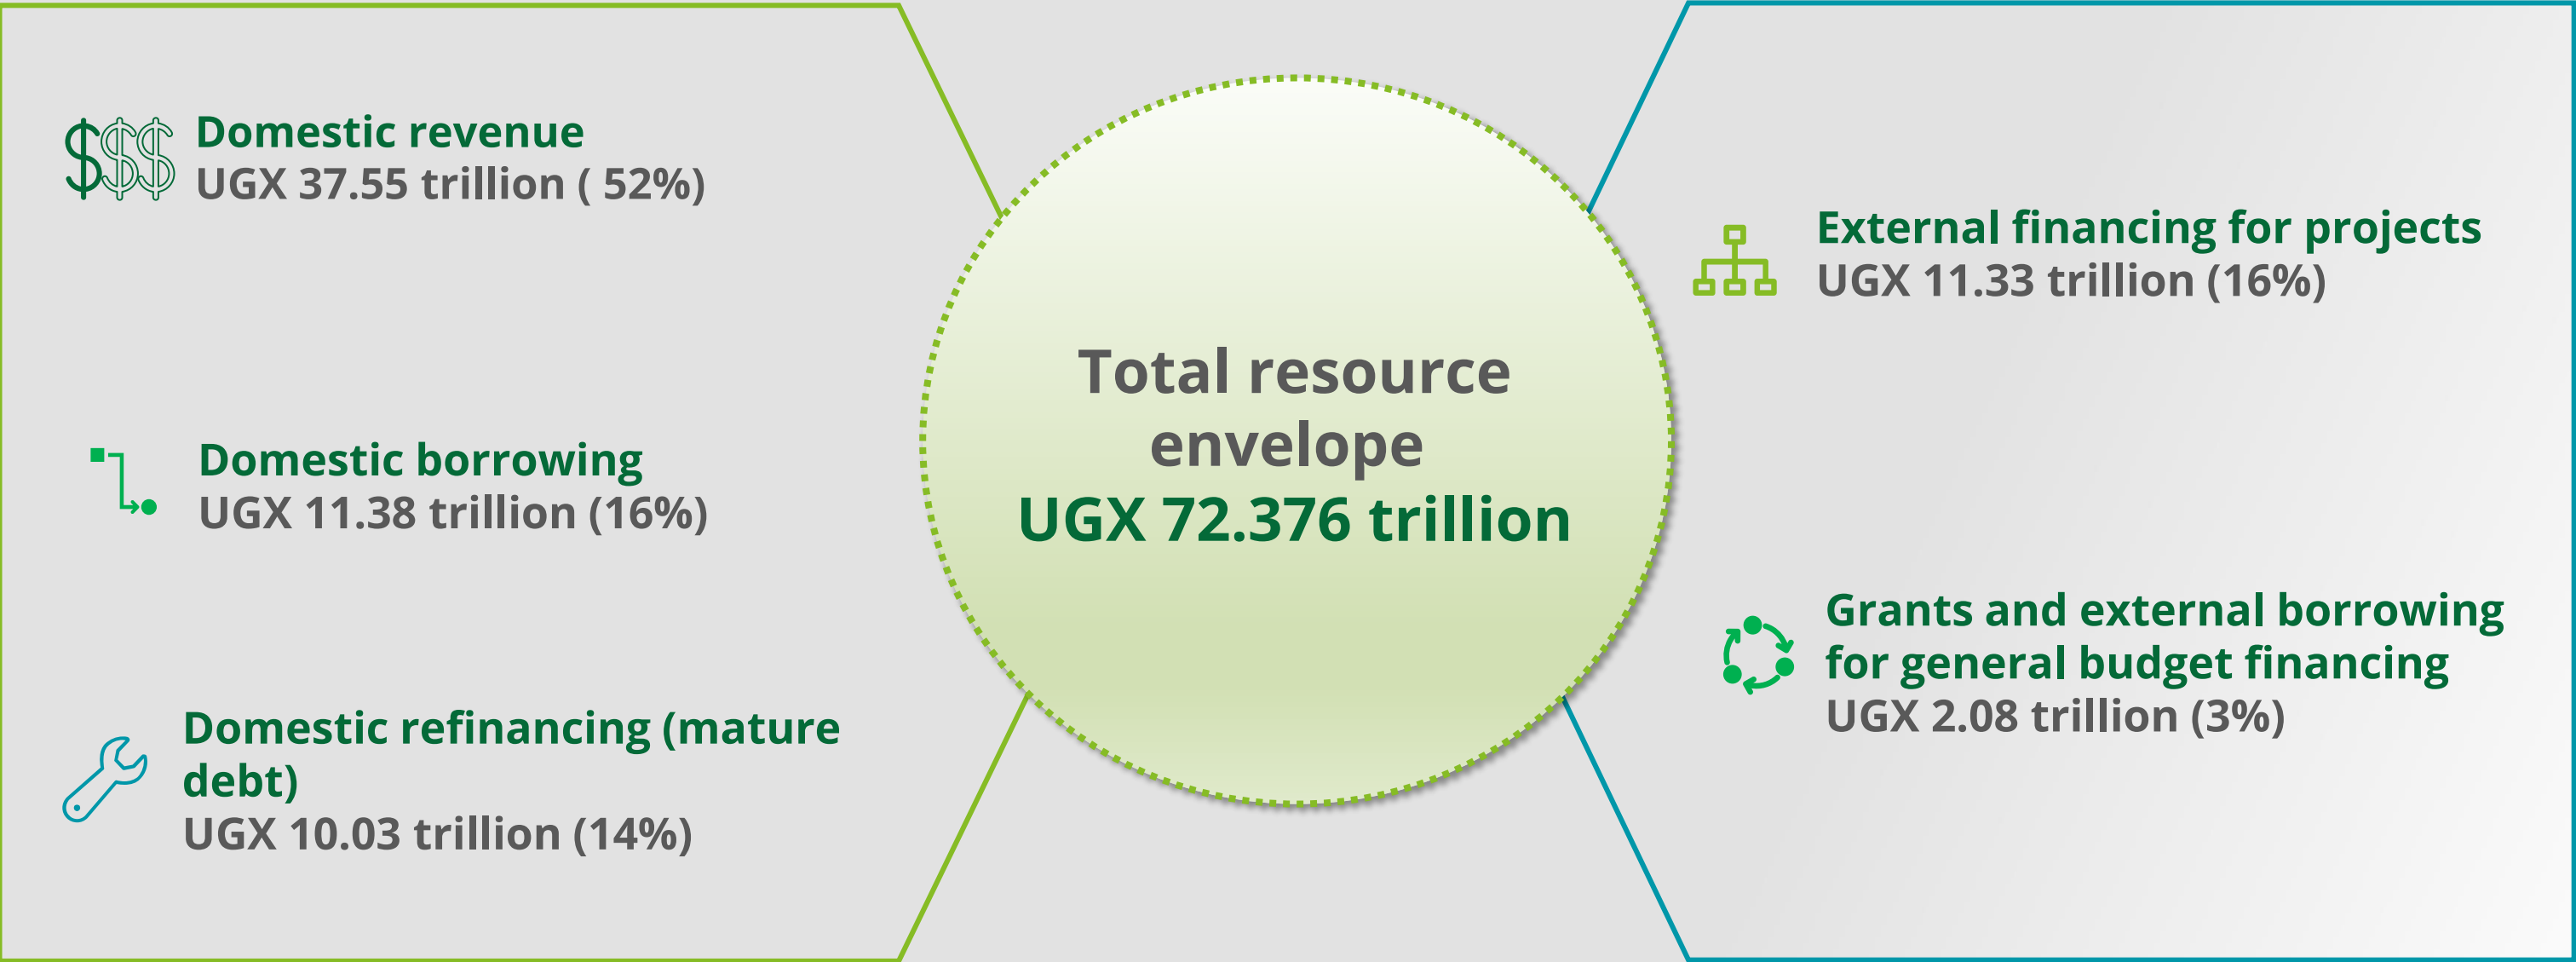 Domestic revenue
UGX 37.55 trillion ( 52%)
Domestic borrowing
UGX 11.38 trillion (16%)
Domestic refinancing (mature
debt)
UGX 10.03 trillion (14%)
Total resource
envelope
UGX 72.376 trillion
External financing for projects
UGX 11.33 trillion (16%)
Grants and external borrowing
for general budget financing
UGX 2.08 trillion (3%)